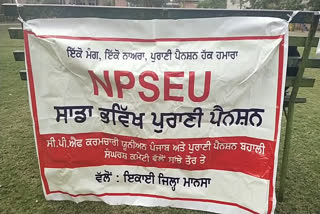 ਇੱਕੋ ਮੰਗ, ਇੱਕੋ ਨਾਅਰਾ, ਪੁਰਾਣੀ ਪੈਨਸ਼ਨ ਹੱਕ ਹਮਾਰਾ
NPSEU
ਸਾਡਾ ਭਵਿੱਖ ਪੁਰਾਣੀ ਪੈਨਸ਼ਨ
ਸੀ.ਪੀ.ਐਫ ਕਰਮਚਾਰੀ ਯੂਨੀਅਨ ਪੰਜਾਬ ਅਤੇ ਪੁਰਾਣੀ ਪੈਨਸ਼ਨ ਬਹਾਲੀ
ਸੰਘਰਸ਼ ਕਮੇਟੀ ਵੱਲੋਂ ਸਾਂਝੇ ਤੌਰ ਤੇ
ਵੱਲੋਂ : ਇਕਾਈ ਜ਼ਿਲ੍ਹਾ ਮਾਨਸਾ